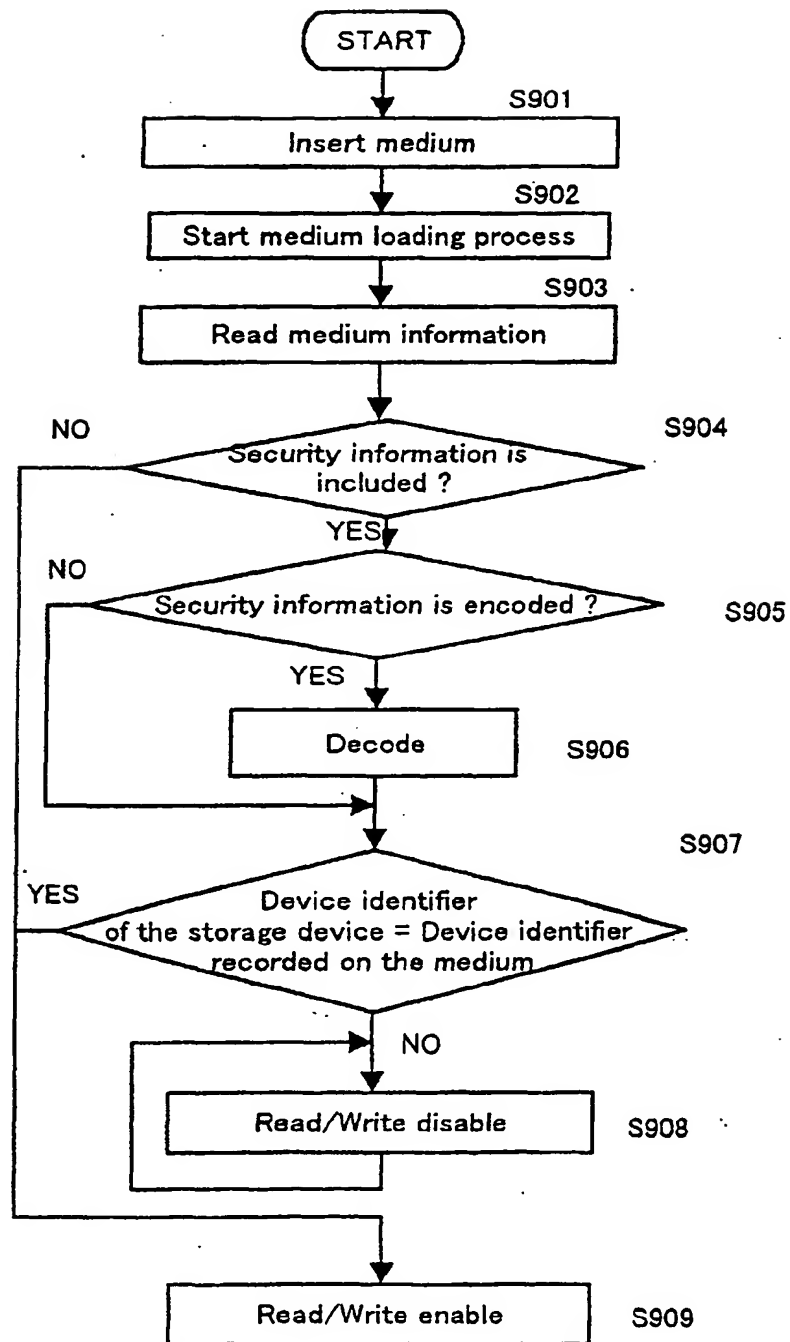 START
S901
Insert medium
S902
Start medium loading process
S903
Read medium information
NO
S904
Security information is
included ?
YES
NO
Security information is encoded ?
S905
YES
Decode
S906
S907
YES
Device identifier
of the storage device = Device identifier
recorded on the medium
NO
Read/Write disable
S908
Read/Write enable
S909